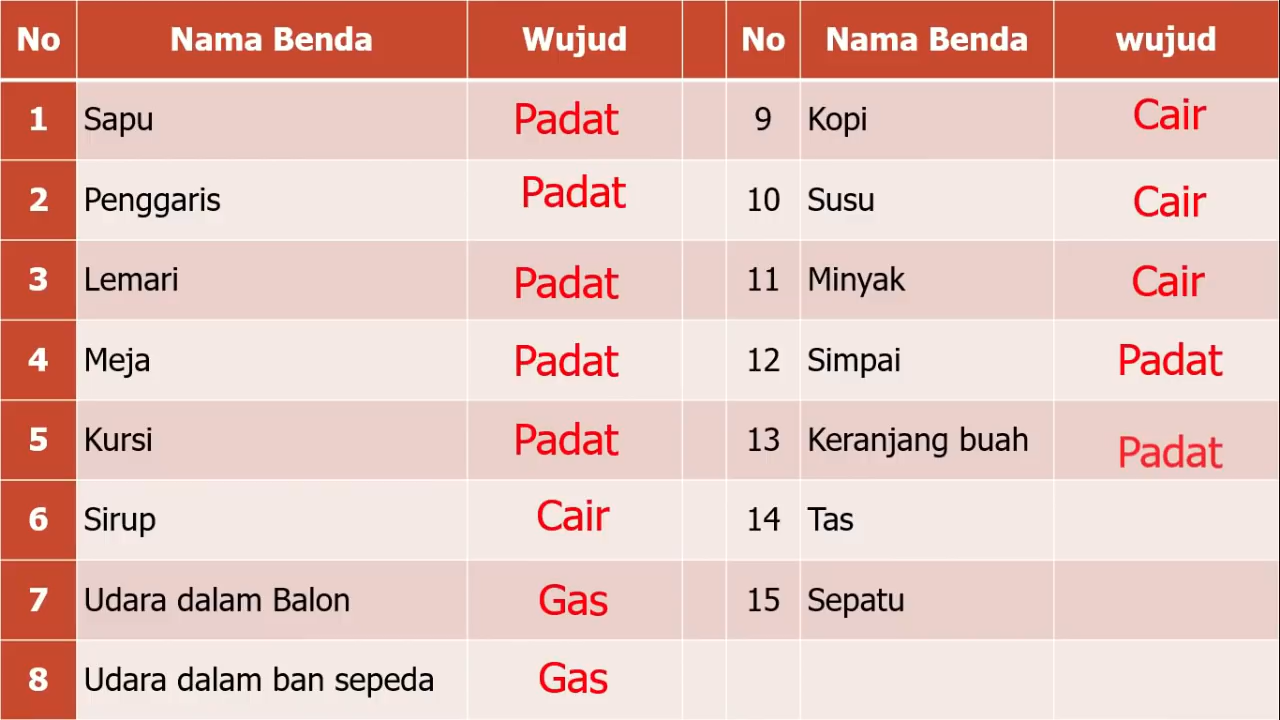 No Nama Benda Wujud No Nama Benda wujud
1 Sapu Padat 9 Kopi Cair
2 Penggaris Padat 10 Susu Cair
3 Lemari Padat 11 Minyak Cair
4 Meja Padat 12 Simpai Padat
5 Kursi Padat 13 Keranjang buah Padat
6 Sirup Cair 14 Tas
7 Udara dalam Balon Gas 15 Sepatu
8 Udara dalam ban sepeda Gas